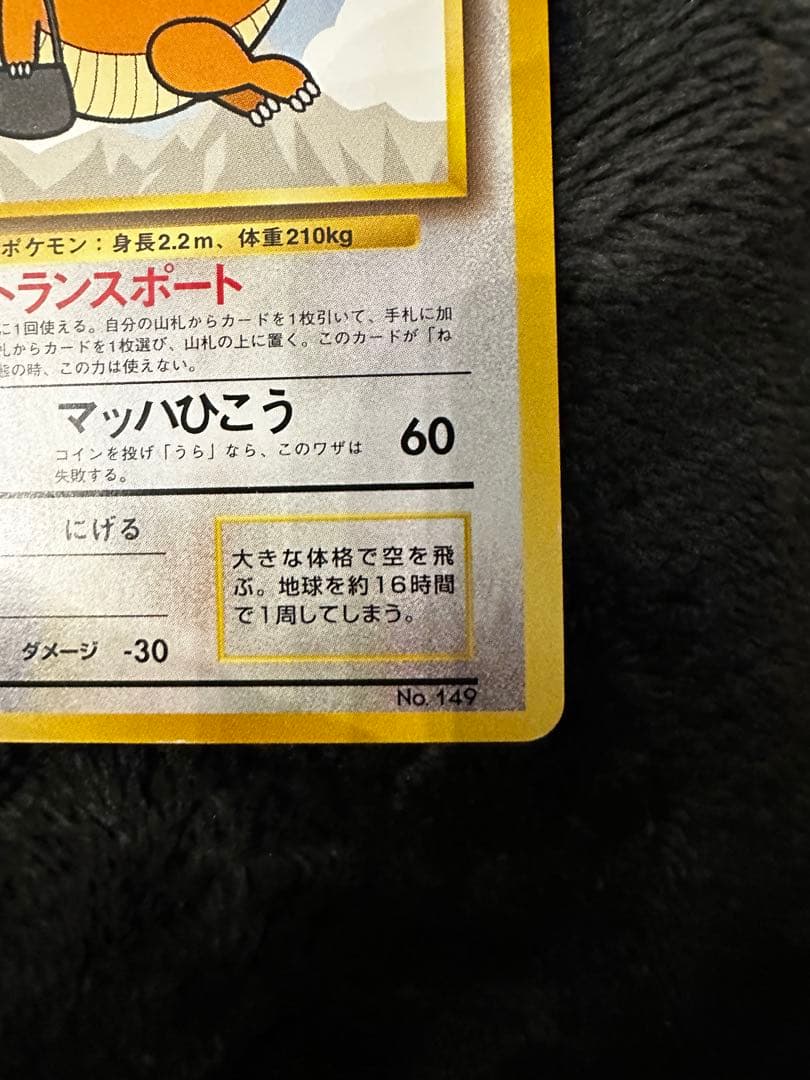 ポケモン：身長2.2m、体重210kg
トランスポート
に1回使える。自分の山札からカードを1枚引いて、手札に加
札からカードを1枚選び、山札の上に置く。このカードが「ね
態の時、この力は使えない。
マッハひこう 60
コインを投げ「うら」なら、このワザは
失敗する。
にげる
大きな体格で空を飛
ぶ。地球を約16時間
で1周してしまう。
ダメージ -30
No. 149